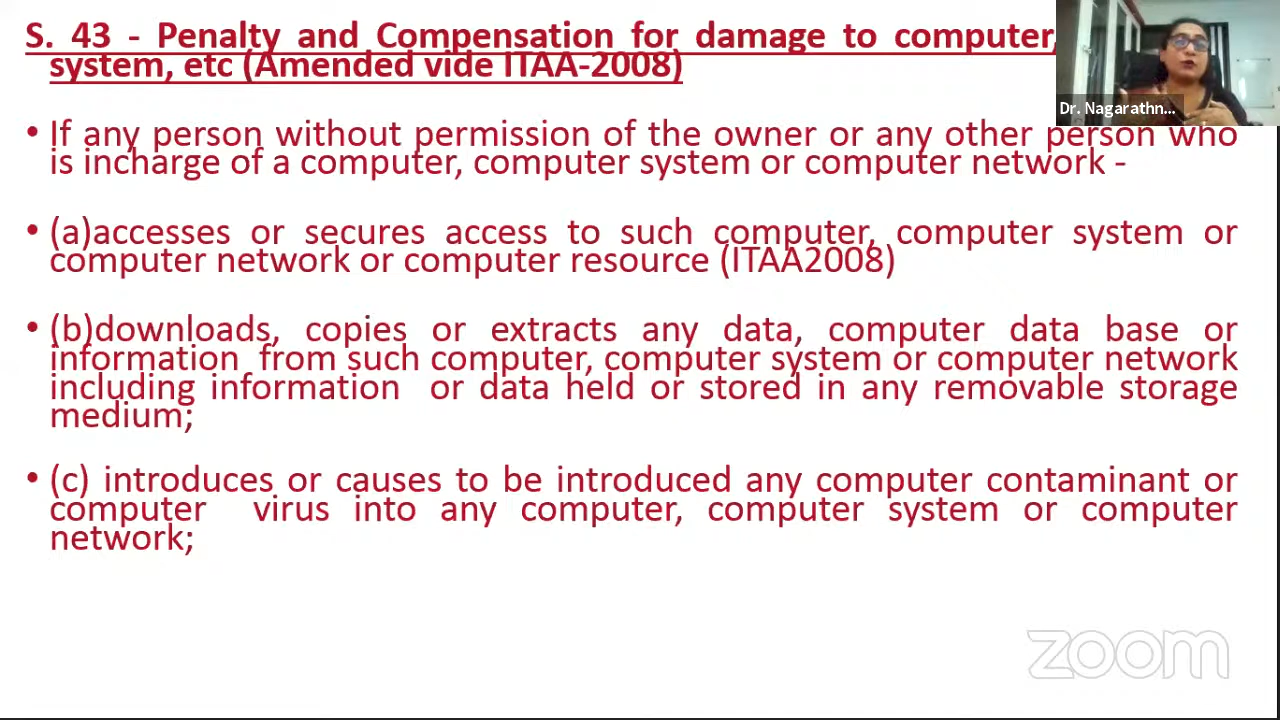 S. 43 - Penalty and Compensation for damage to computer,
system, etc (Amended vide ITAA-2008)
Dr. Nagarathn...
• If any person without permission of the owner or any other person who
is incharge of a computer, computer system or computer network -
• (a)accesses or secures access to such computer, computer system or
computer network or computer resource (ITAA2008)
• (b)downloads, copies or extracts any data, computer data base or
information from such computer, computer system or computer network
including information or data held or stored in any removable storage
medium;
• (c) introduces or causes to be introduced any computer contaminant or
computer virus into any computer, computer system or computer
network;
zoom